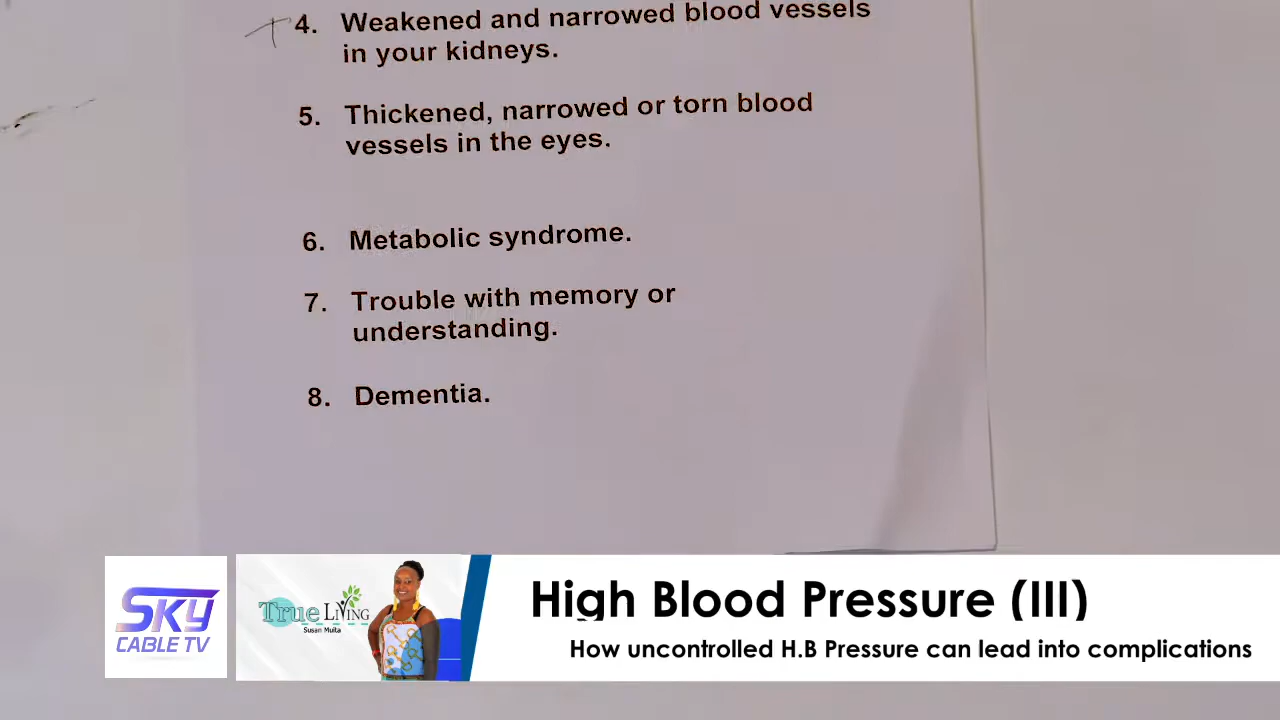 4. Weakened and narrowed blood vessels
in your kidneys.
5. Thickened, narrowed or torn blood
vessels in the eyes.
6. Metabolic syndrome.
7. Trouble with memory or
understanding.
8. Dementia.
SKY
CABLE TV
True Living
Susan Muita
High Blood Pressure (III)
How uncontrolled H.B Pressure can lead into complications